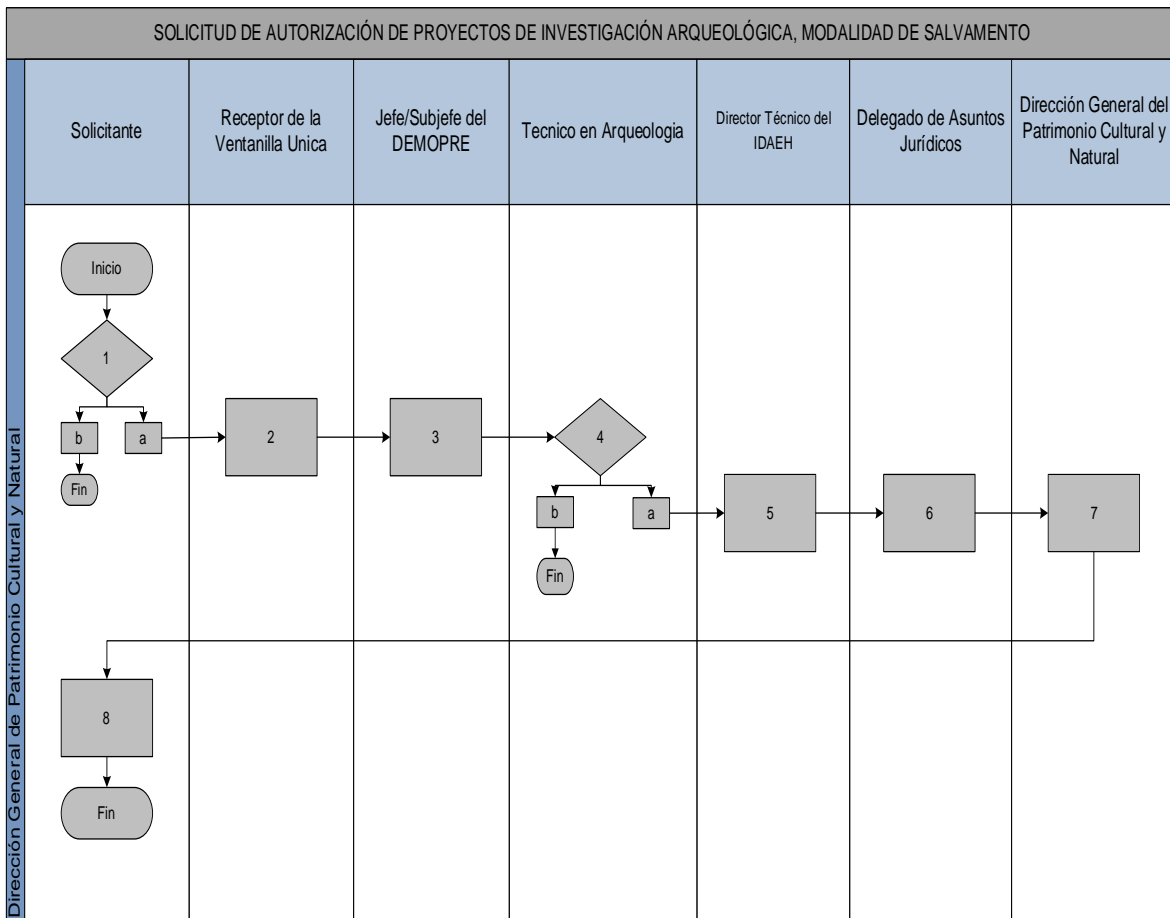 SOLICITUD DE AUTORIZACIÓN DE PROYECTOS DE INVESTIGACIÓN ARQUEOLÓGICA, MODALIDAD DE SALVAMENTO
Dirección General de Patrimonio Cultural y Natural
Solicitante
Receptor de la
Ventanilla Unica
Jefe/Subjefe del
DEMOPRE
Tecnico en Arqueologia
Director Técnico del
IDAEH
Delegado de Asuntos
Jurídicos
Dirección General del
Patrimonio Cultural y
Natural
Inicio
1
b
a
Fin
2
3
4
b
a
Fin
5
6
7
8
Fin